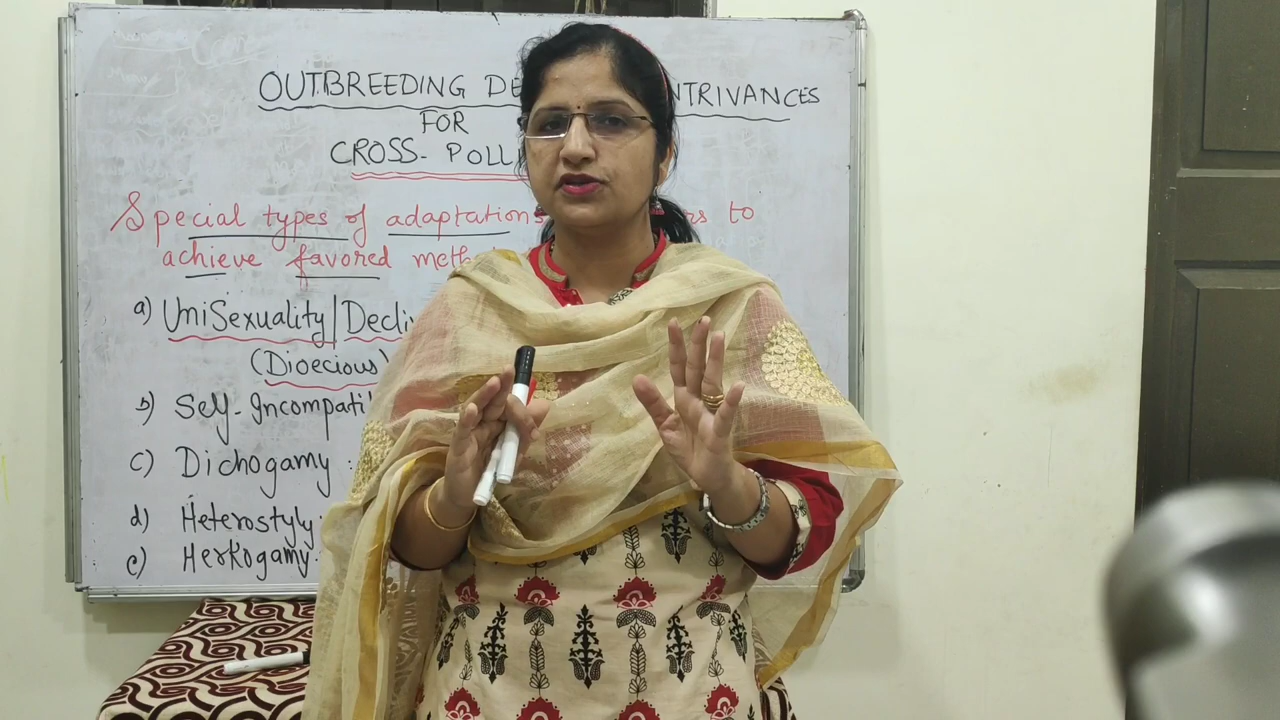 OUTBREEDING DE NTRIVANCES
FOR
CROSS- POLL
Special types of adaptations rs to
achieve favored meth
a) UniSexuality/Decli
(Dioecious)
b) Self-Incompati
c) Dichogamy :
d) Heterostyly:
e) Herkogamy.